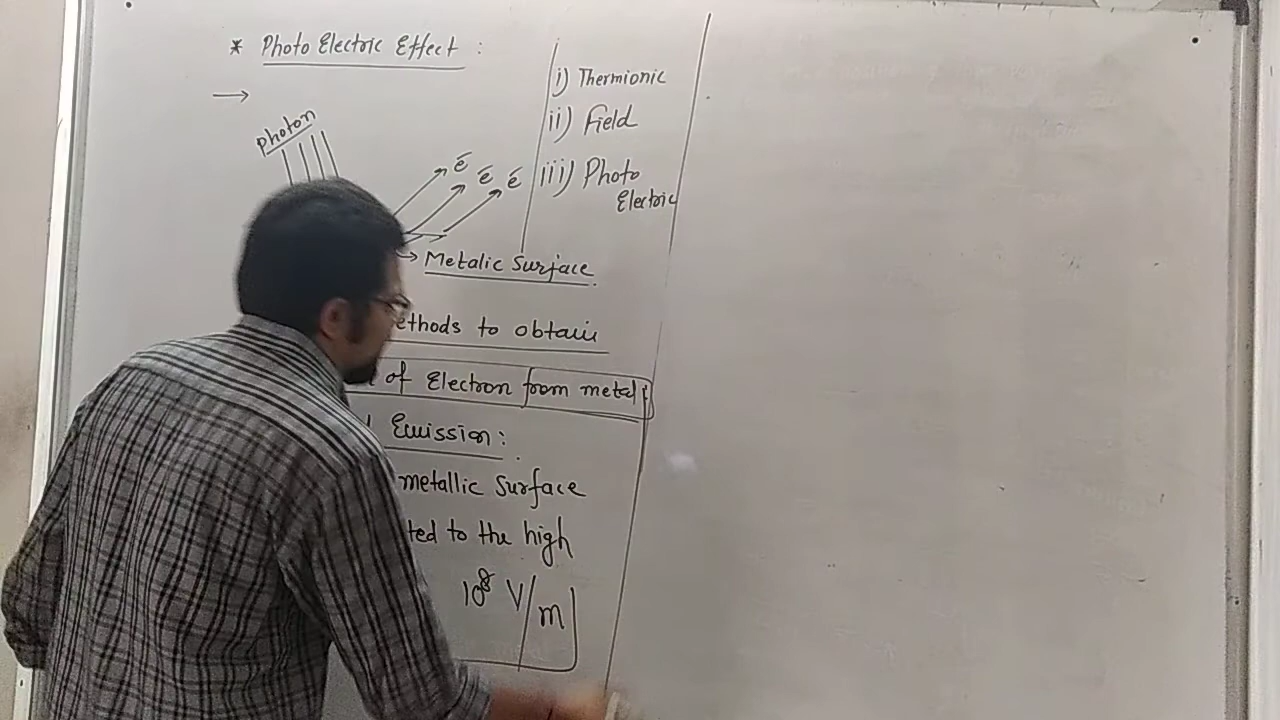 * Photo Electric Effect :
→
photon
é é é
→ Metalic Surface
i) Thermionic
ii) Field
iii) Photo
Electric
ethods to obtain
of Electron from metal :
Emission :
metallic surface
ted to the high
10⁸ V/m